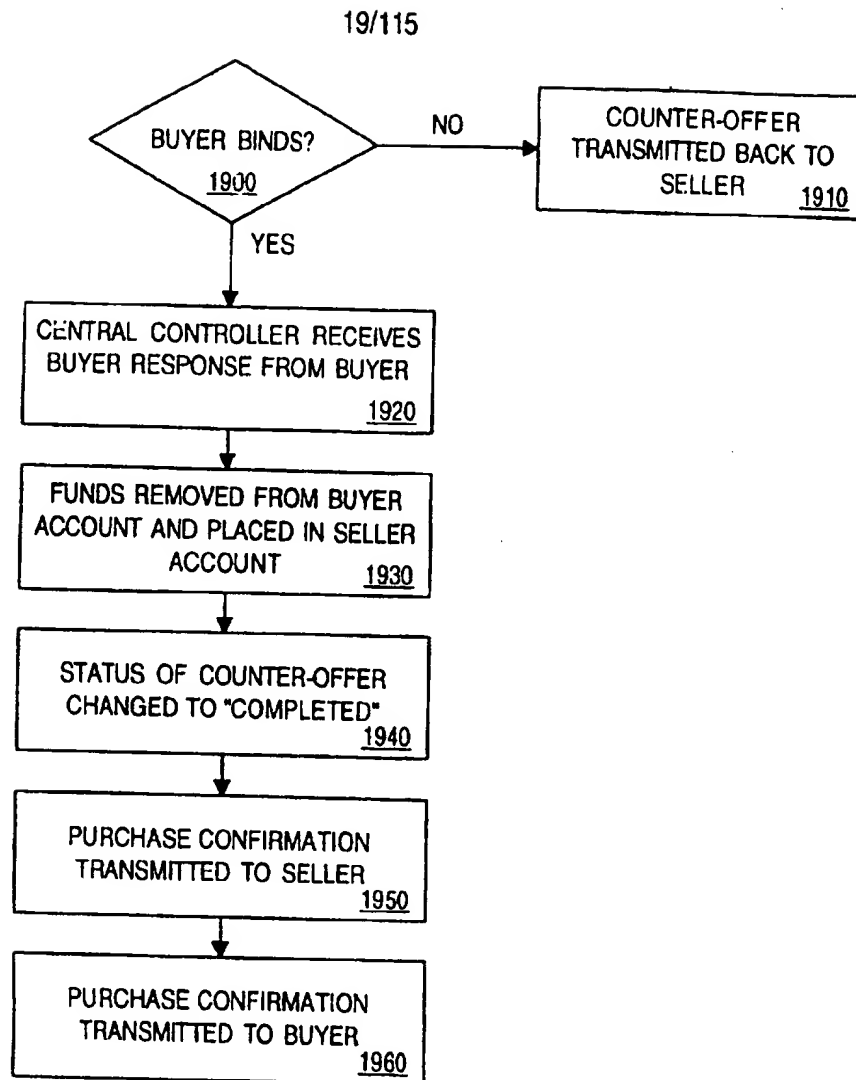 19/115
BUYER BINDS?
1900
NO
COUNTER-OFFER
TRANSMITTED BACK TO
SELLER
1910
YES
CENTRAL CONTROLLER RECEIVES
BUYER RESPONSE FROM BUYER
1920
FUNDS REMOVED FROM BUYER
ACCOUNT AND PLACED IN SELLER
ACCOUNT
1930
STATUS OF COUNTER-OFFER
CHANGED TO "COMPLETED"
1940
PURCHASE CONFIRMATION
TRANSMITTED TO SELLER
1950
PURCHASE CONFIRMATION
TRANSMITTED TO BUYER
1960